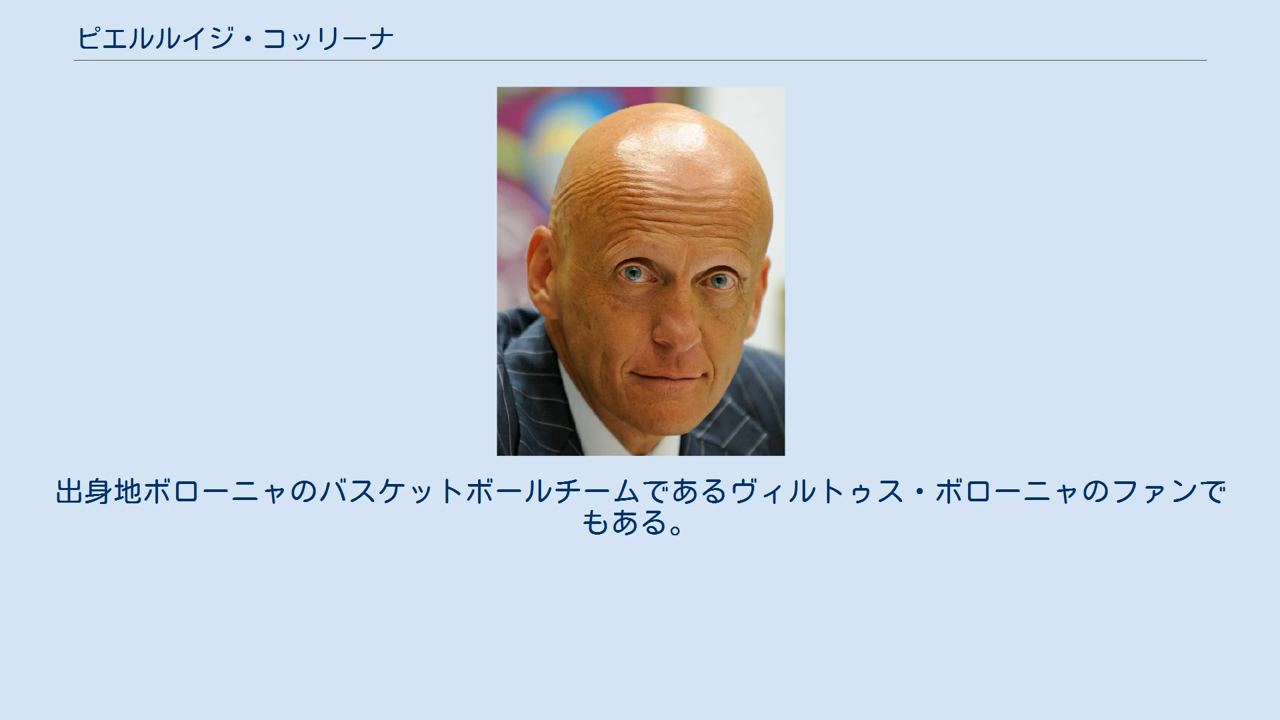 ピエルルイジ・コッリーナ
出身地ボローニャのバスケットボールチームであるヴィルトゥス・ボローニャのファンで
もある。